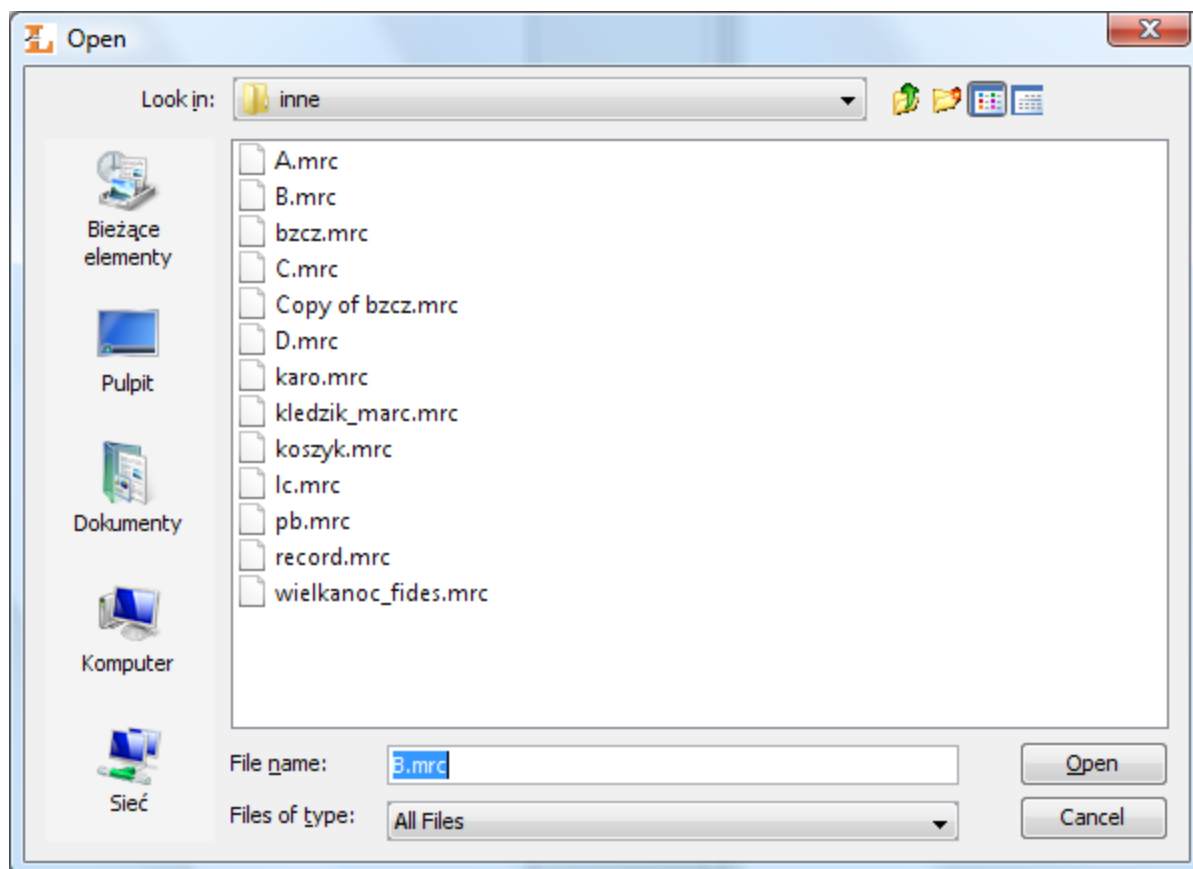 Open
Look in: inne
Bieżące
elementy
Pulpit
Dokumenty
Komputer
Sieć
A.mrc
B.mrc
bzcz.mrc
C.mrc
Copy of bzcz.mrc
D.mrc
karo.mrc
kledzik_marc.mrc
koszyk.mrc
lc.mrc
pb.mrc
record.mrc
wielkanoc_fides.mrc
File name: B.mrc Open
Files of type: All Files Cancel